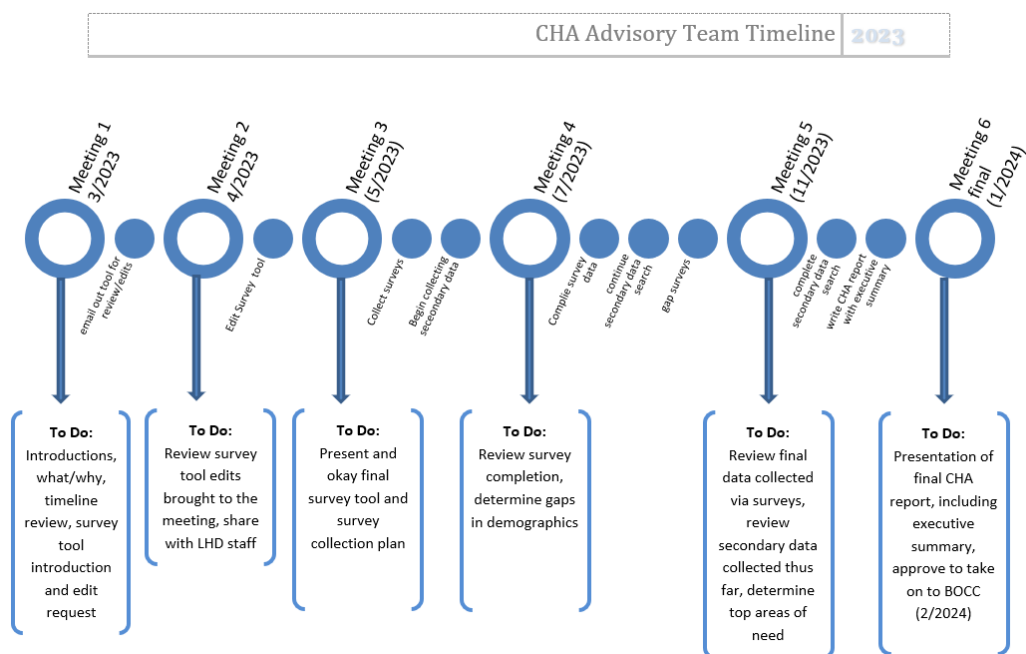 CHA Advisory Team Timeline 2023
Meeting 1
3/2023
email out tool for
review/edits
Meeting 2
4/2023
Edit Survey tool
Meeting 3
(5/2023)
Collect surveys
Begin collecting
seceondary data
Meeting 4
(7/2023)
Complie survey
data
continue
secondary data
search
gap surveys
Meeting 5
(11/2023)
complete
secondary data
search
write CHA report
with executive
summary
Meeting 6
final
(1/2024)
To Do:
Introductions,
what/why,
timeline
review, survey
tool
introduction
and edit
request
To Do:
Review survey
tool edits
brought to the
meeting, share
with LHD staff
To Do:
Present and
okay final
survey tool and
survey
collection plan
To Do:
Review survey
completion,
determine gaps
in demographics
To Do:
Review final
data collected
via surveys,
review
secondary data
collected thus
far, determine
top areas of
need
To Do:
Presentation of
final CHA
report, including
executive
summary,
approve to take
on to BOCC
(2/2024)